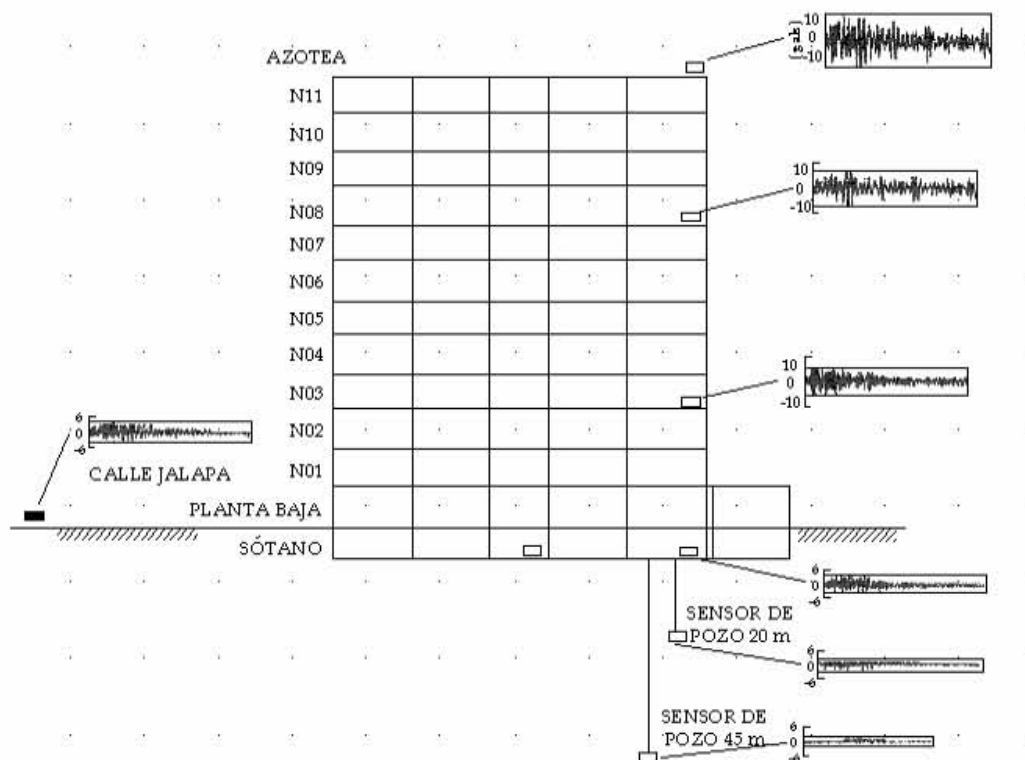 AZOTEA
10
0
-10
[gal]
N11
N10
N09
N08
10
0
-10
N07
N06
N05
N04
N03
10
0
-10
N02
N01
6
0
-6
CALLE JALAPA
PLANTA BAJA
SÓTANO
6
0
-6
SENSOR DE
POZO 20 m
6
0
-6
SENSOR DE
POZO 45 m
6
0
-6